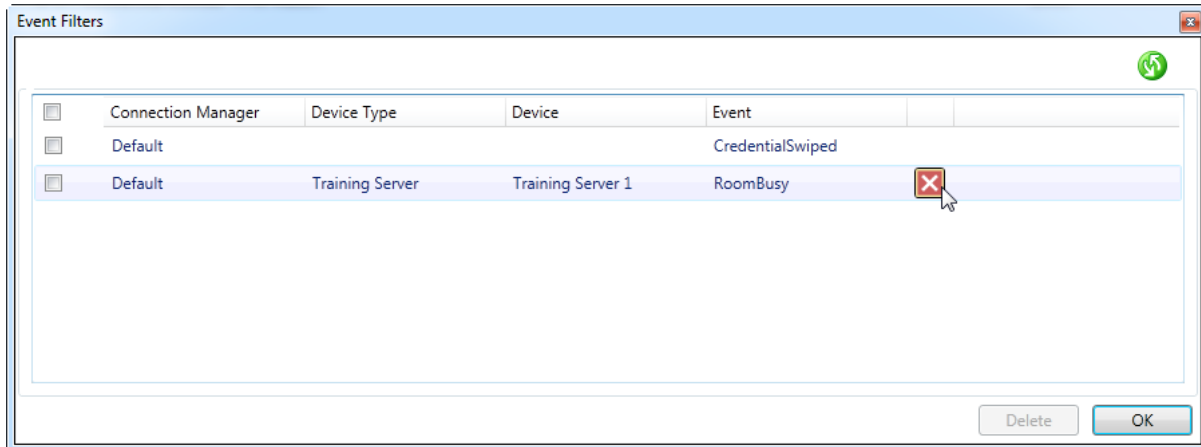 Event Filters
Connection Manager Device Type Device Event
Default CredentialSwiped
Default Training Server Training Server 1 RoomBusy
Delete OK